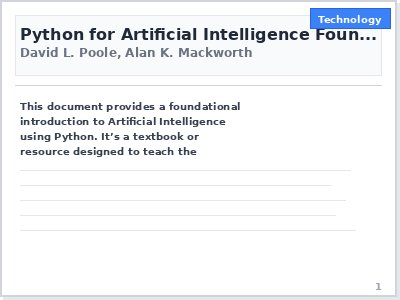 Technology
Python for Artificial Intelligence Foun...
David L. Poole, Alan K. Mackworth
This document provides a foundational
introduction to Artificial Intelligence
using Python. It’s a textbook or
resource designed to teach the
1